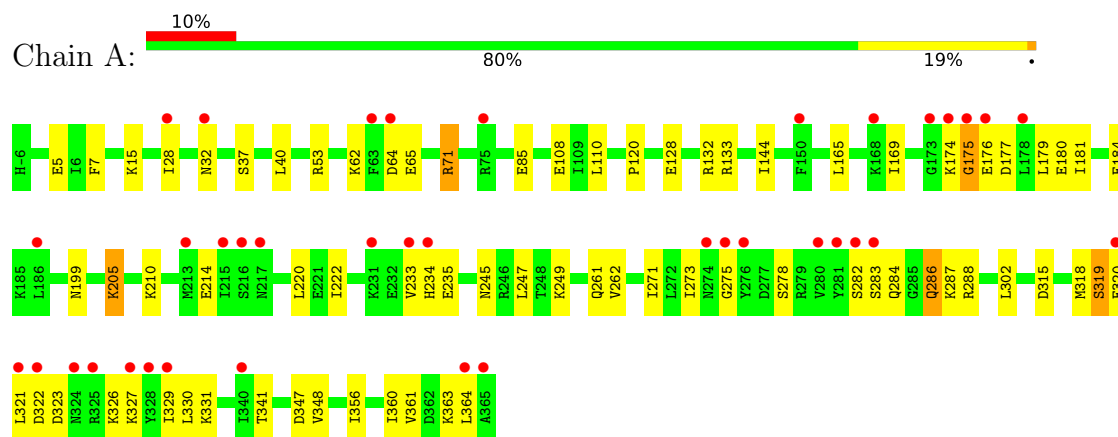 10%
Chain A:
80% 19% •
H-6 E5 I6 F7 K15 I28 N32 S37 L40 R53 K62 F63 D64 E65 R71 R75 E85 E108 I109 L110 P120 E128 R132 R133 I144 F150 L165 K168 I169 G173 K174 G175 E176 D177 L178 L179 E180 I181 E184
K185 L186 N199 K205 K210 M213 E214 I215 S216 N217 L220 E221 I222 K231 E232 V233 H234 E235 N245 R246 L247 T248 K249 Q261 V262 I271 L272 I273 N274 G275 Y276 D277 S278 R279 V280 Y281 S282 S283 Q284 G285 Q286 K287 R288 L302 D315 M318 S319 E320
L321 D322 D323 N324 R325 K326 K327 Y328 I329 L330 K331 I340 T341 D347 V348 I356 I360 V361 D362 K363 L364 A365